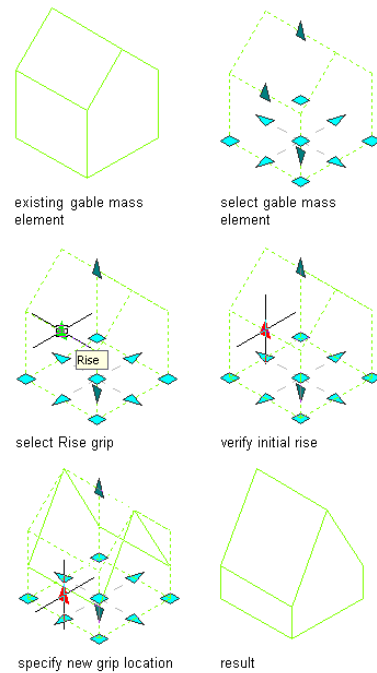 existing gable mass
element
select gable mass
element
Rise
select Rise grip
verify initial rise
specify new grip location
result